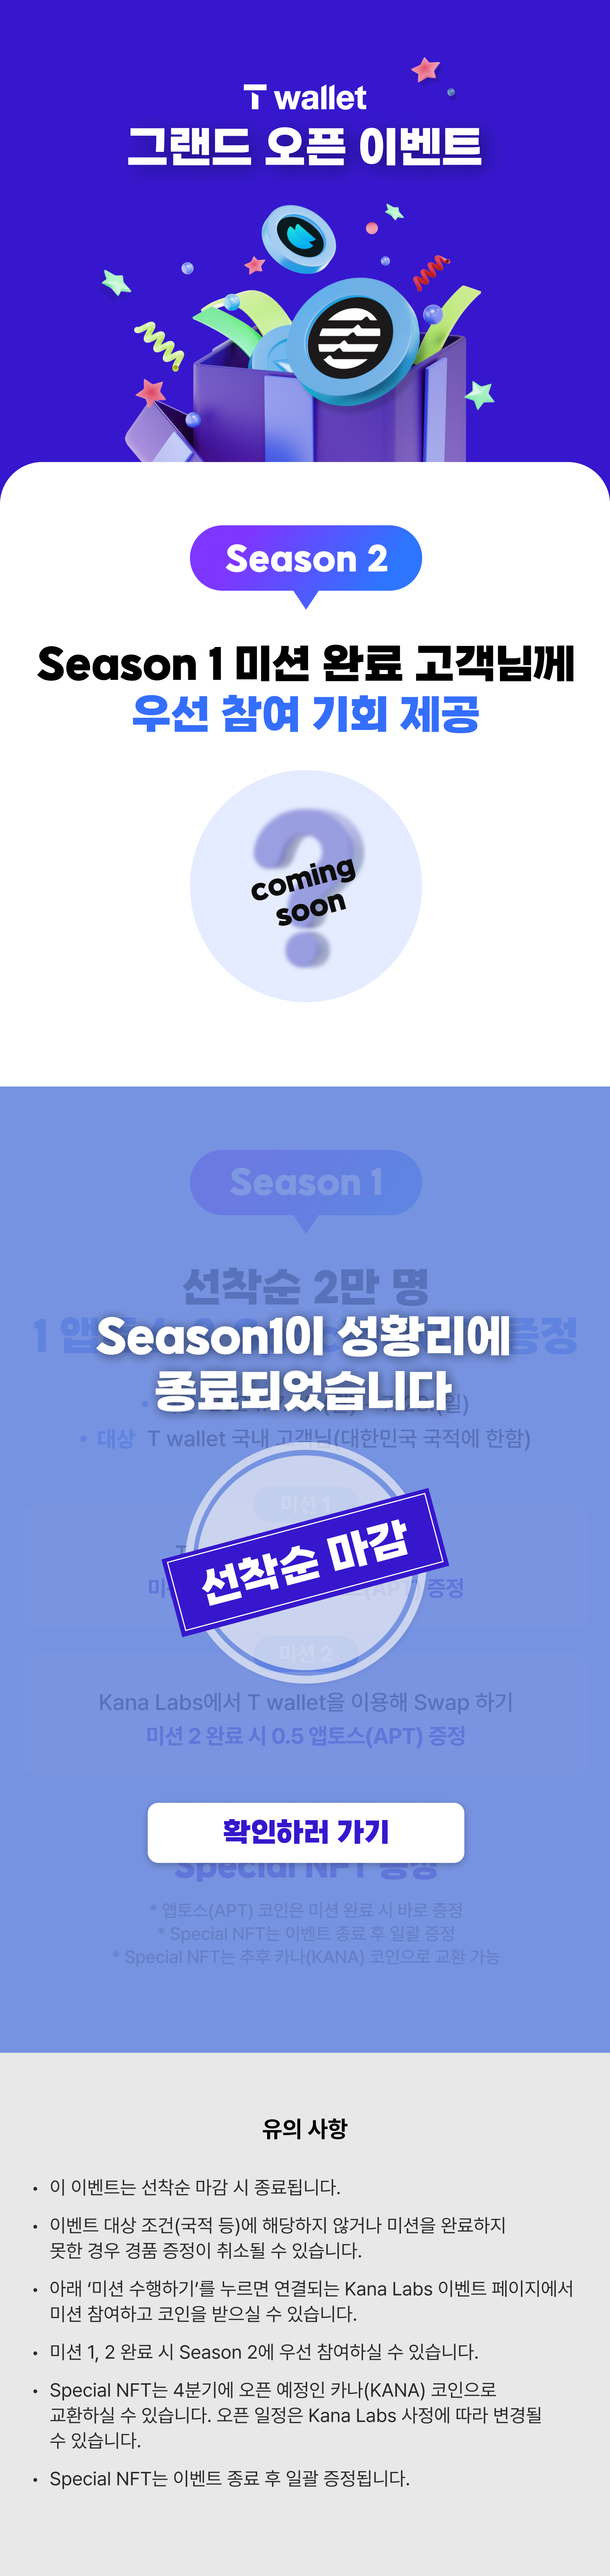 T wallet
그랜드 오픈 이벤트
Season 2
Season 1 미션 완료 고객님께
우선 참여 기회 제공
coming
soon
Season 1
선착순 2만 명
1 앱
증정
Season1이 성황리에
종료되었습니다
(일)
• 대상 T wallet 국내 고객님(대한민국 국적에 한함)
미션 1
선착순 마감
(APT) 증정
미션 2
Kana Labs에서 T wallet을 이용해 Swap 하기
미션 2 완료 시 0.5 앱토스(APT) 증정
확인하러 가기
Special NFT 증정
* 앱토스(APT) 코인은 미션 완료 시 바로 증정
* Special NFT는 이벤트 종료 후 일괄 증정
* Special NFT는 추후 카나(KANA) 코인으로 교환 가능
유의 사항
• 이 이벤트는 선착순 마감 시 종료됩니다.
• 이벤트 대상 조건(국적 등)에 해당하지 않거나 미션을 완료하지
못한 경우 경품 증정이 취소될 수 있습니다.
• 아래 ‘미션 수행하기’를 누르면 연결되는 Kana Labs 이벤트 페이지에서
미션 참여하고 코인을 받으실 수 있습니다.
• 미션 1, 2 완료 시 Season 2에 우선 참여하실 수 있습니다.
• Special NFT는 4분기에 오픈 예정인 카나(KANA) 코인으로
교환하실 수 있습니다. 오픈 일정은 Kana Labs 사정에 따라 변경될
수 있습니다.
• Special NFT는 이벤트 종료 후 일괄 증정됩니다.